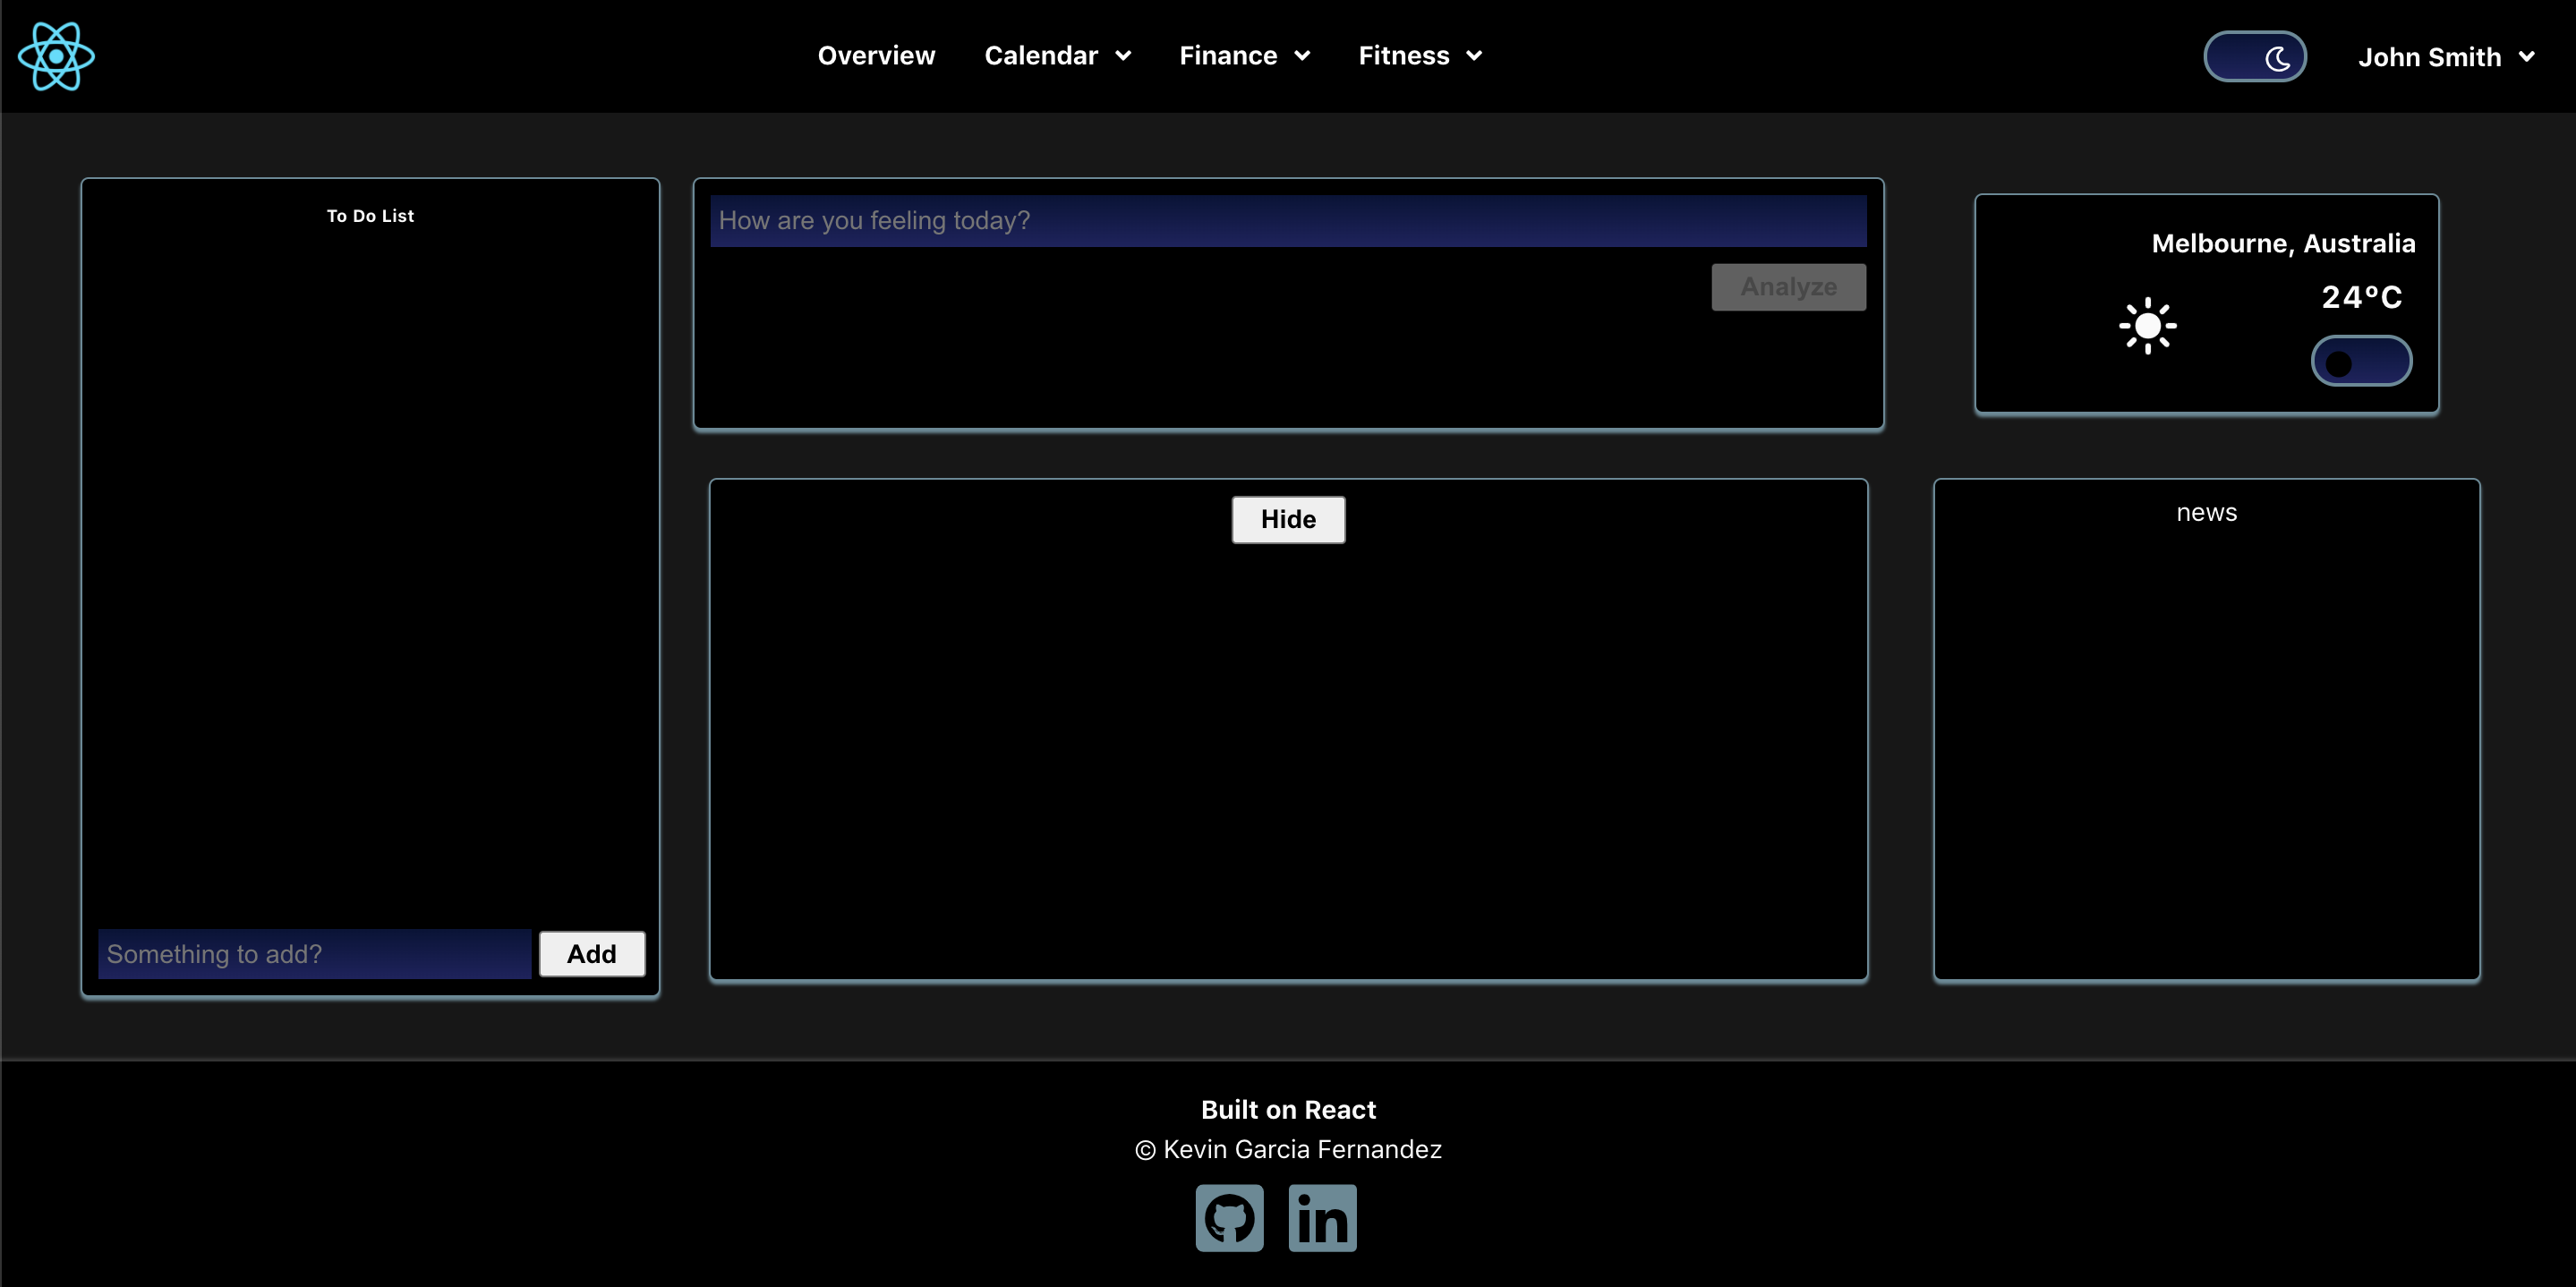 Overview
Calendar
Finance
Fitness
John Smith
To Do List
How are you feeling today?
Analyze
Melbourne, Australia
24°C
Hide
news
Something to add?
Add
Built on React
© Kevin Garcia Fernandez
in